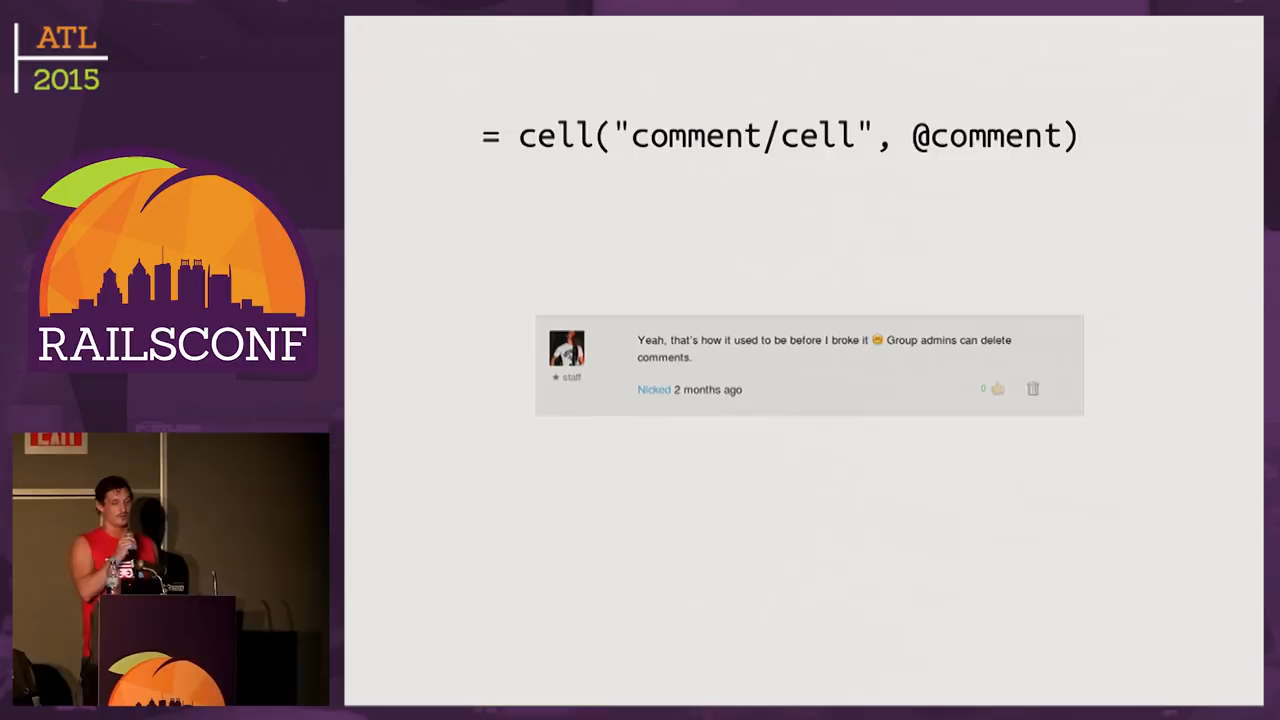 ATL
2015
RAILSCONF
EXIT
= cell("comment/cell", @comment)
Yeah, that's how it used to be before I broke it 😁 Group admins can delete
comments.
★ staff
Nicked 2 months ago
0